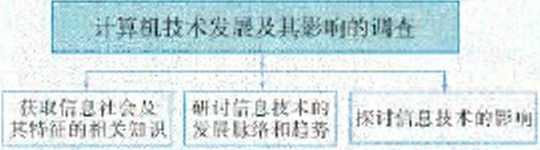 计算机技术发展及其影响的调查
获取信息社会及
其特征的相关知识
研讨信息技术的
发展脉络和趋势
探讨信息技术的影响